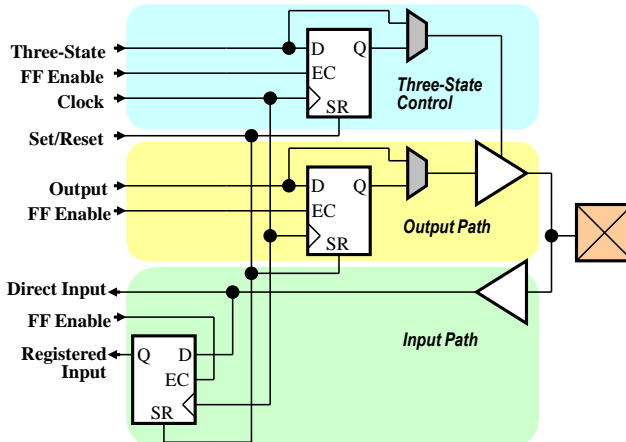 Three-State
D
Q
FF Enable
EC
Three-State
Control
Clock
SR
Set/Reset
Output
D
Q
FF Enable
EC
Output Path
SR
Direct Input
FF Enable
Input Path
Registered
Input
Q
D
EC
SR